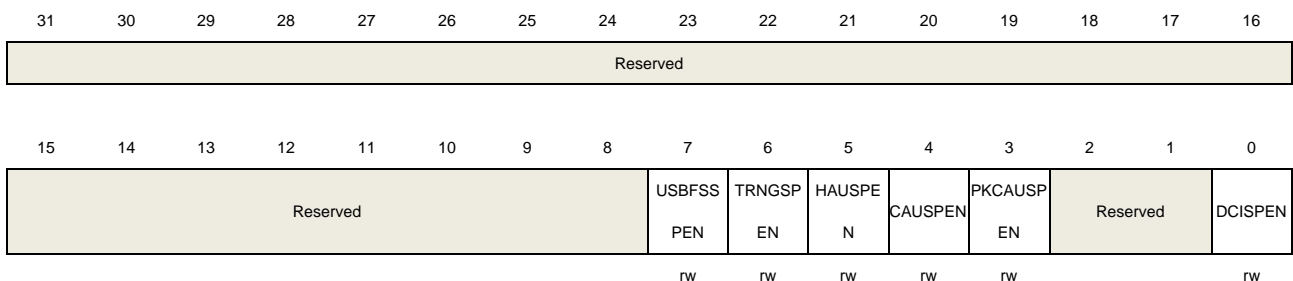 31 30 29 28 27 26 25 24 23 22 21 20 19 18 17 16
Reserved
15 14 13 12 11 10 9 8 7 6 5 4 3 2 1 0
Reserved USBFSS PEN TRNGSP EN HAUSPE N CAUSPEN PKCAUSP EN Reserved DCISPEN
rw rw rw rw rw rw